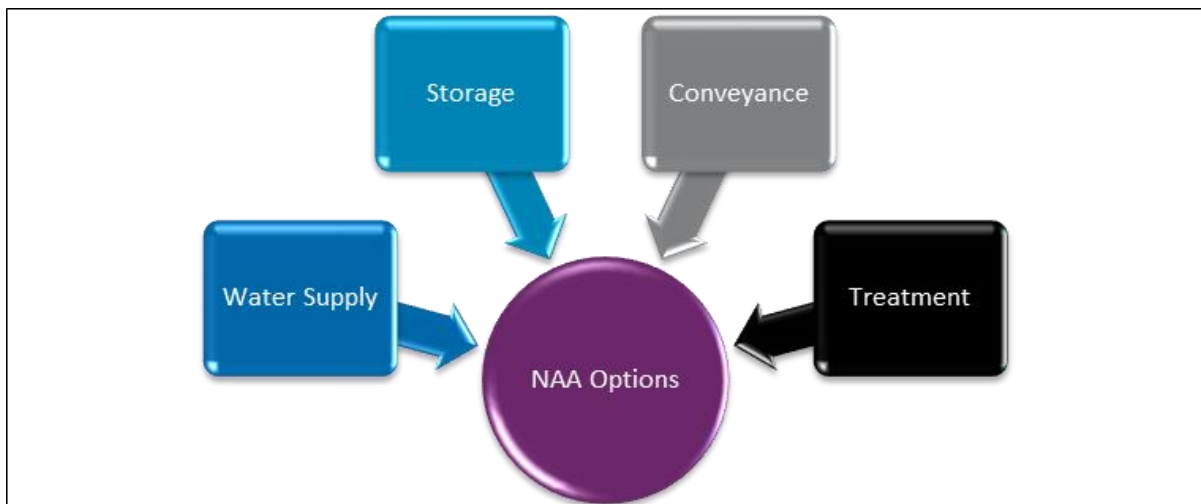 Storage
Conveyance
Water Supply
Treatment
NAA Options